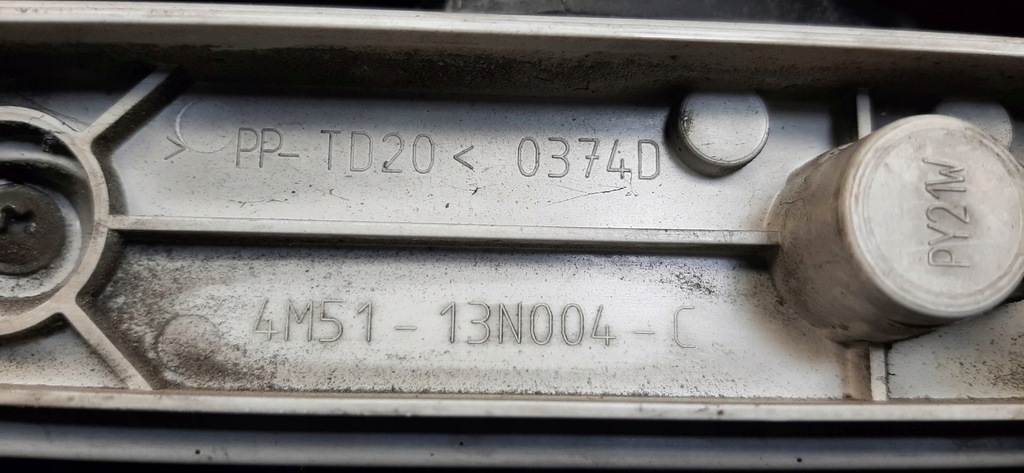 > PP-TD20 < 0374D
PY21W
4M51-13N004-C